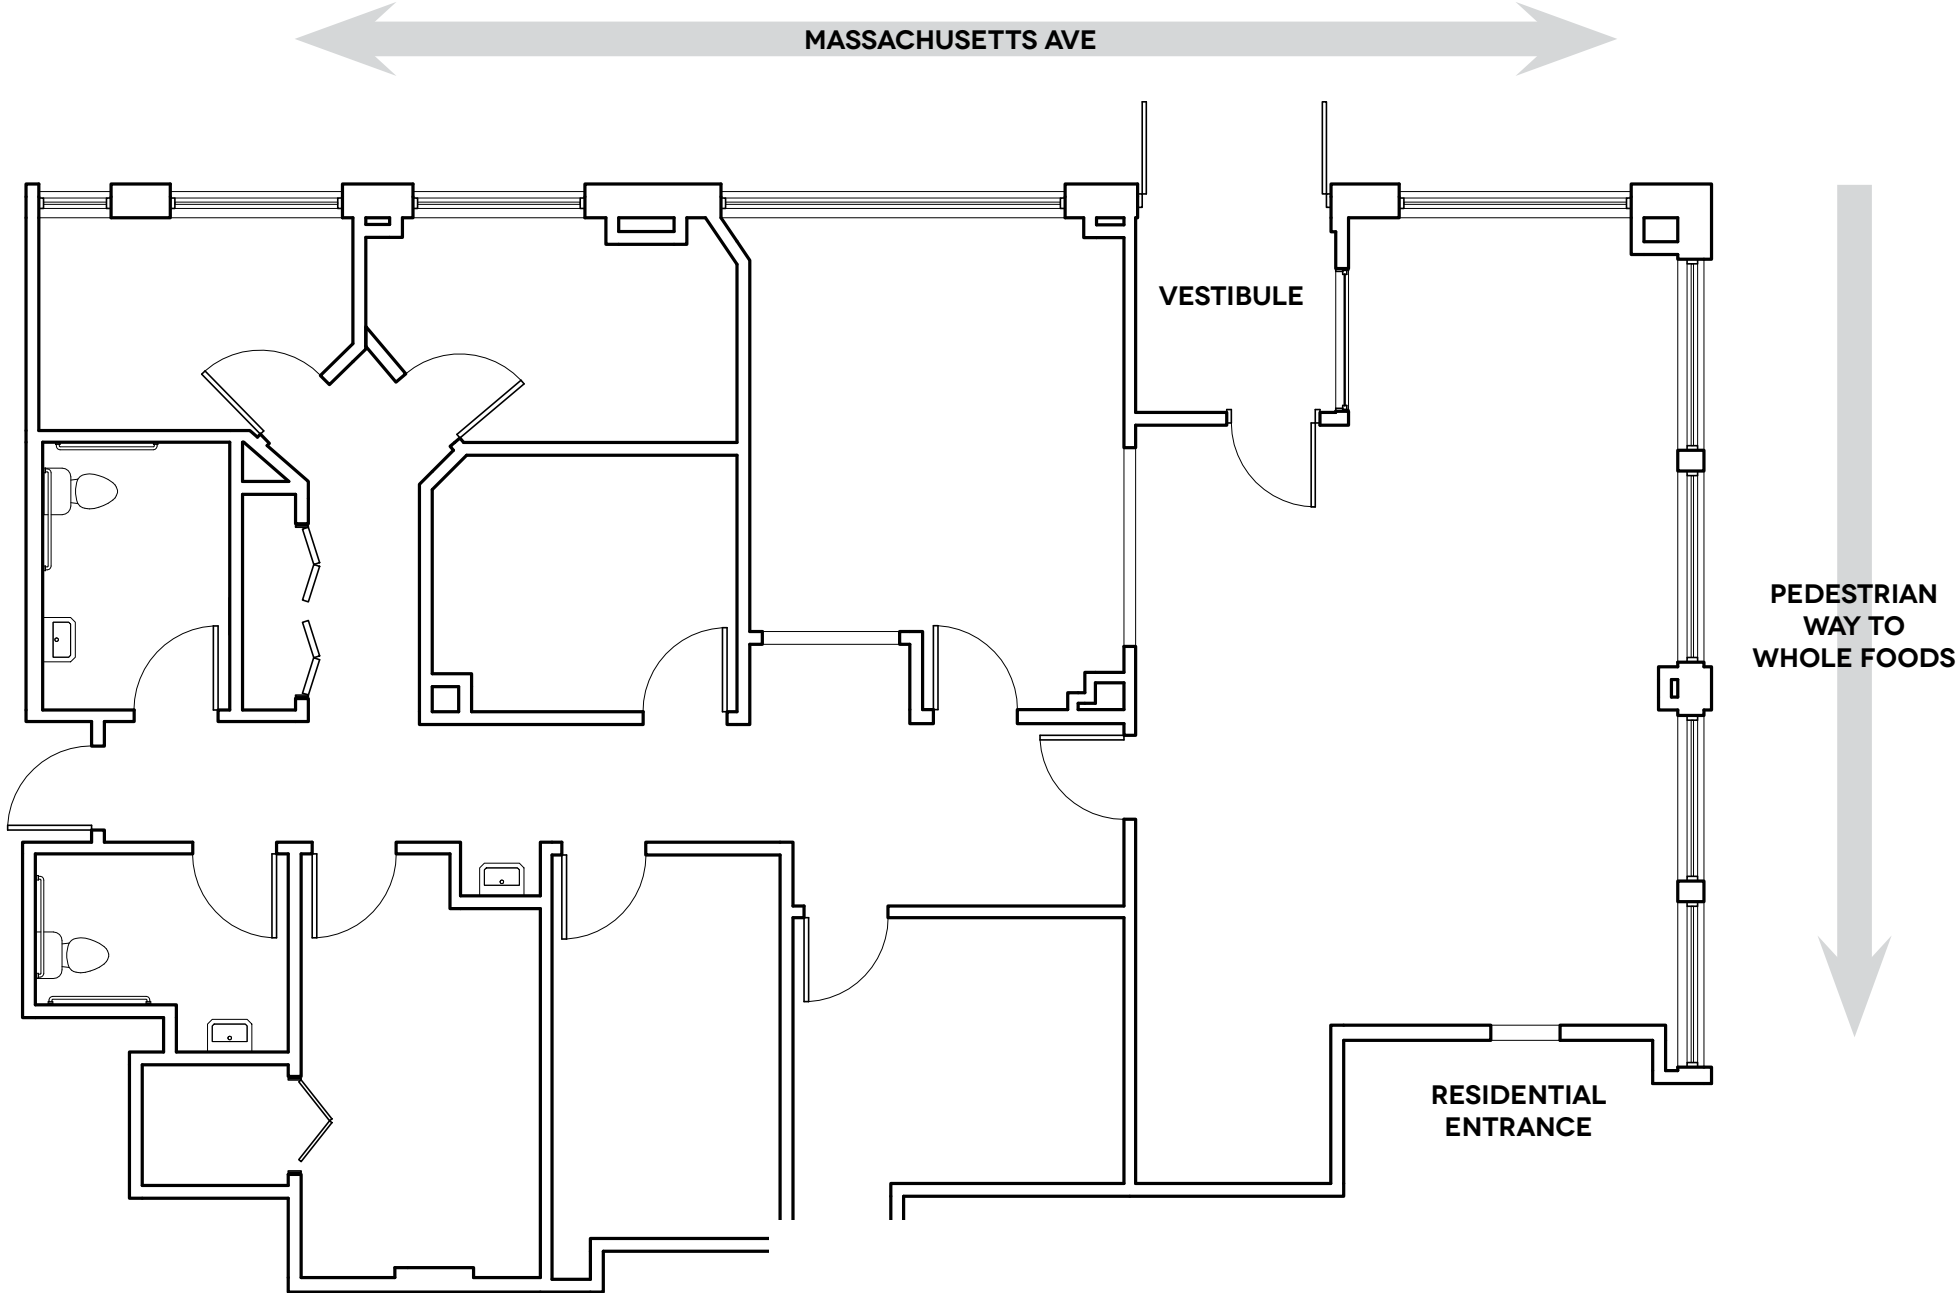 MASSACHUSETTS AVE
VESTIBULE
PEDESTRIAN
WAY TO
WHOLE FOODS
RESIDENTIAL
ENTRANCE